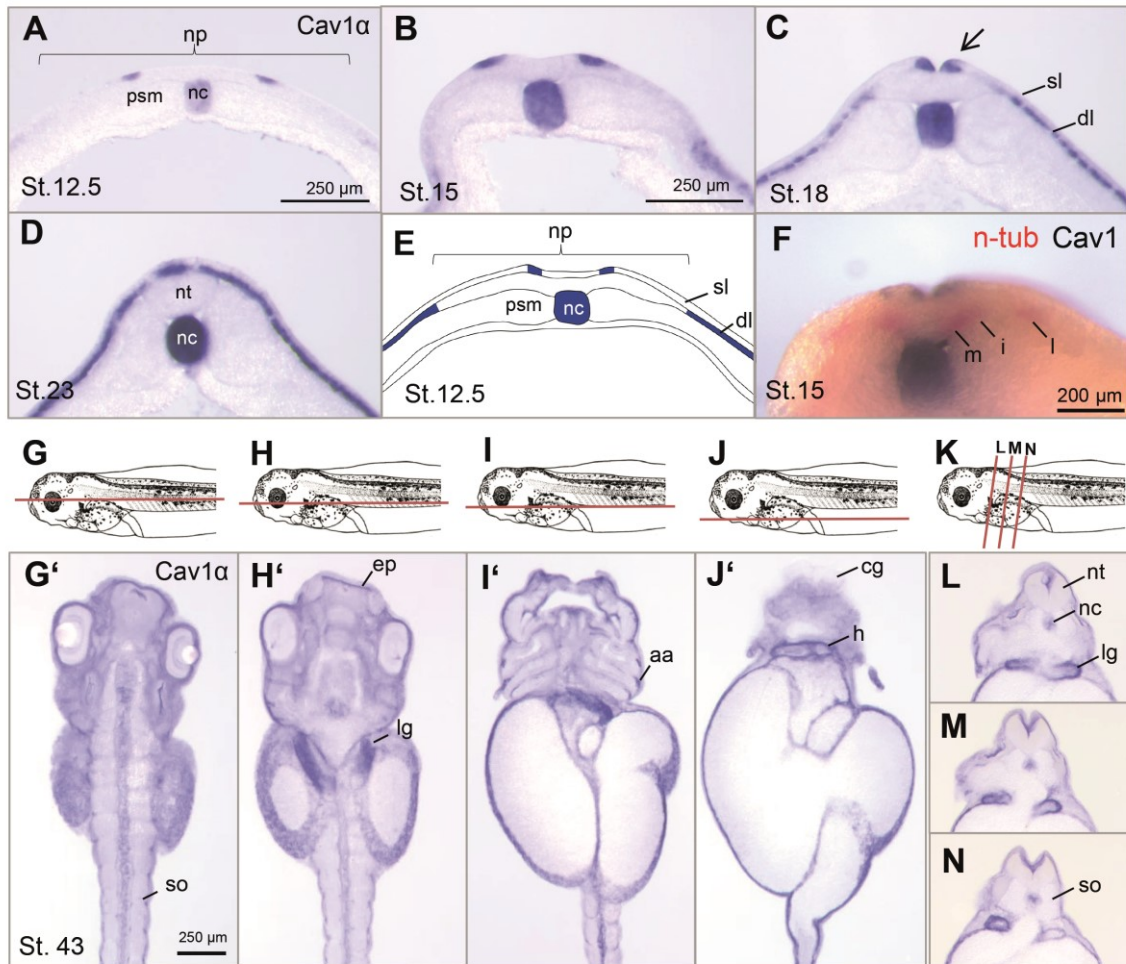 A
Cav1α
np
psm
nc
St.12.5
250 µm
B
St.15
250 µm
C
sl
dl
St.18
D
nt
nc
St.23
E
np
psm
nc
sl
dl
St.12.5
F
n-tub Cav1
m
i
l
St.15
200 µm
G
H
I
J
K
L M N
G‘
Cav1α
so
St. 43
250 µm
H‘
ep
lg
I‘
aa
J‘
cg
h
L
nt
nc
lg
M
N
so